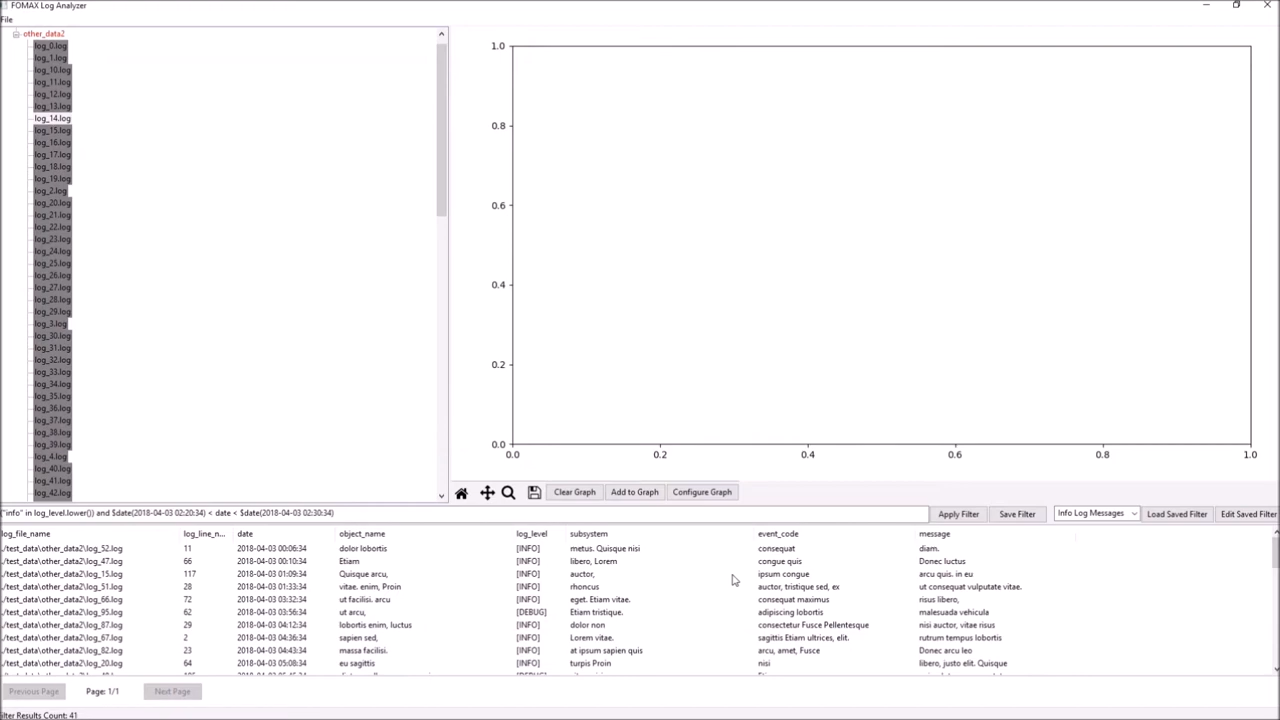 FOMAX Log Analyzer
File
other_data2
log_0.log
log_1.log
log_10.log
log_11.log
log_12.log
log_13.log
log_14.log
log_15.log
log_16.log
log_17.log
log_18.log
log_19.log
log_2.log
log_20.log
log_21.log
log_22.log
log_23.log
log_24.log
log_25.log
log_26.log
log_27.log
log_28.log
log_29.log
log_3.log
log_30.log
log_31.log
log_32.log
log_33.log
log_34.log
log_35.log
log_36.log
log_37.log
log_38.log
log_39.log
log_4.log
log_40.log
log_41.log
log_42.log
1.0
0.8
0.6
0.4
0.2
0.0
0.0 0.2 0.4 0.6 0.8 1.0
Clear Graph Add to Graph Configure Graph
("info" in log_level.lower()) and $date(2018-04-03 02:20:34) < date < $date(2018-04-03 02:30:34)
Apply Filter Save Filter Info Log Messages Load Saved Filter Edit Saved Filter
log_file_name log_line_n... date object_name log_level subsystem event_code message
./test_data\other_data2\log_52.log 11 2018-04-03 00:06:34 dolor lobortis [INFO] metus. Quisque nisi consequat diam.
./test_data\other_data2\log_47.log 66 2018-04-03 00:10:34 Etiam [INFO] libero, Lorem congue quis Donec luctus
./test_data\other_data2\log_15.log 117 2018-04-03 01:09:34 Quisque arcu, [INFO] auctor, ipsum congue arcu quis. in eu
./test_data\other_data2\log_51.log 28 2018-04-03 01:33:34 vitae. enim, Proin [INFO] rhoncus auctor, tristique sed, ex ut consequat vulputate vitae.
./test_data\other_data2\log_66.log 72 2018-04-03 03:32:34 ut facilisi. arcu [INFO] eget. Etiam vitae. consequat maximus risus libero,
./test_data\other_data2\log_95.log 62 2018-04-03 03:56:34 ut arcu, [DEBUG] Etiam tristique. adipiscing lobortis malesuada vehicula
./test_data\other_data2\log_87.log 29 2018-04-03 04:12:34 lobortis enim, luctus [INFO] dolor non consectetur Fusce Pellentesque nisi auctor, vitae risus
./test_data\other_data2\log_67.log 2 2018-04-03 04:36:34 sapien sed, [INFO] Lorem vitae. sagittis Etiam ultrices, elit. rutrum tempus lobortis
./test_data\other_data2\log_82.log 23 2018-04-03 04:43:34 massa facilisi. [INFO] at ipsum sapien quis arcu, amet, Fusce Donec arcu leo
./test_data\other_data2\log_20.log 64 2018-04-03 05:08:34 eu sagittis [INFO] turpis Proin nisi libero, justo elit. Quisque
Previous Page Page: 1/1 Next Page
ilter Results Count: 41